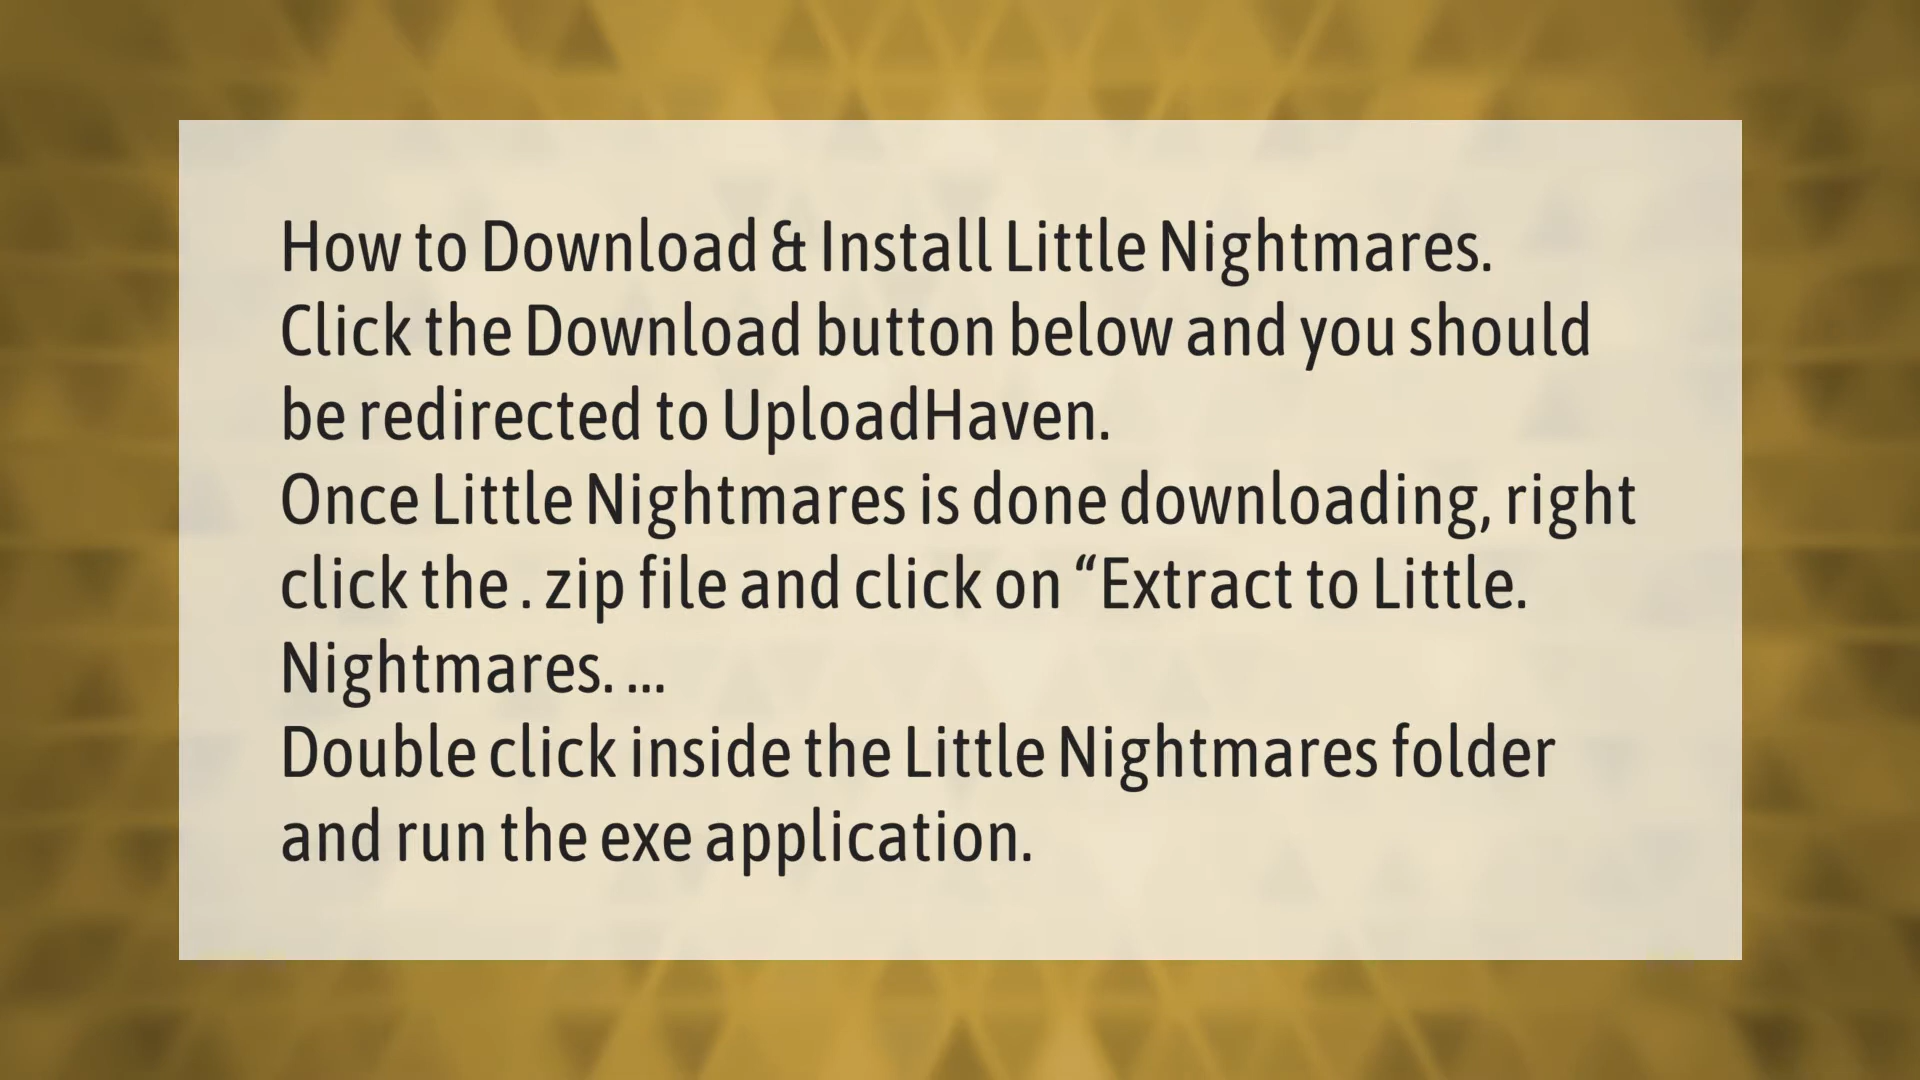 How to Download & Install Little Nightmares.
Click the Download button below and you should
be redirected to UploadHaven.
Once Little Nightmares is done downloading, right
click the . zip file and click on “Extract to Little.
Nightmares. ...
Double click inside the Little Nightmares folder
and run the exe application.